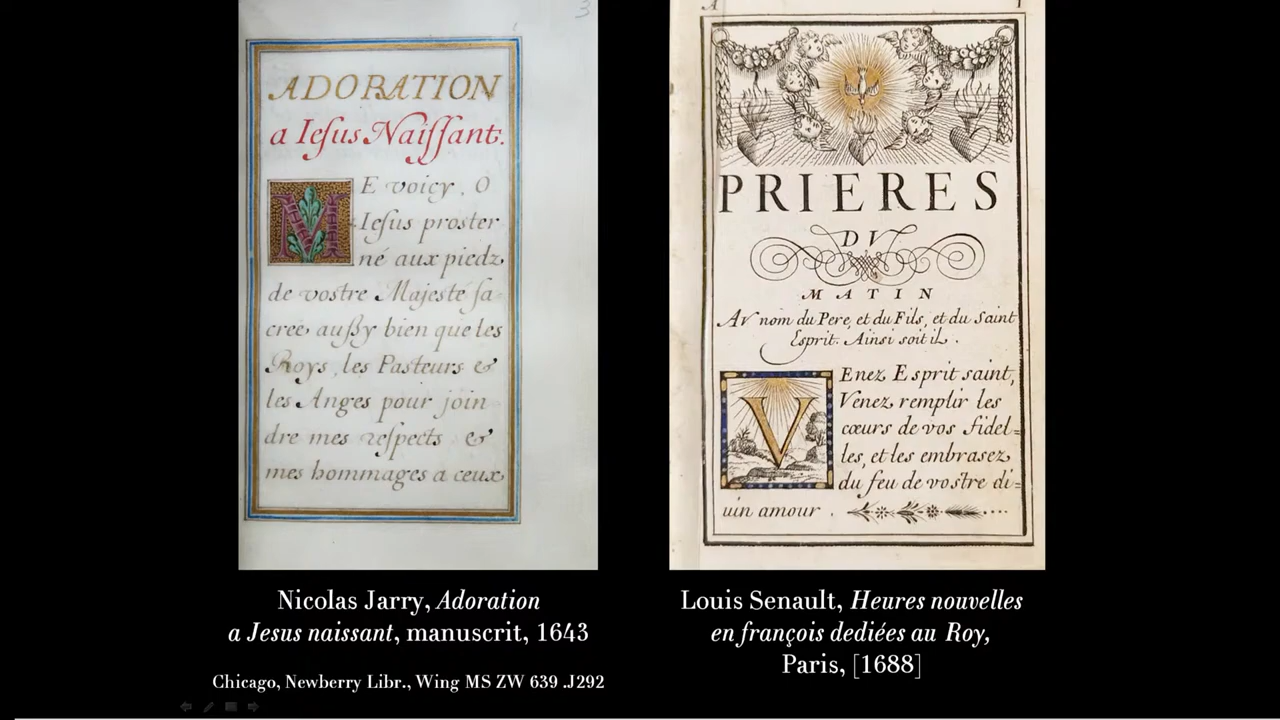 3
ADORATION
a Iesus Naissant.
M
E voicy, O
Iesus proster
né aux piedz
de vostre Majesté sa-
crée aussy bien que les
Roys, les Pasteurs &
les Anges pour join
dre mes respects &
mes hommages a ceux
Nicolas Jarry, Adoration
a Jesus naissant, manuscrit, 1643
Chicago, Newberry Libr., Wing MS ZW 639 .J292
A 1
PRIERES
DV
MATIN
Av nom du Pere, et du Fils, et du Saint
Esprit. Ainsi soit il.
V
Enez Esprit saint,
Venez remplir les
cœurs de vos fidel=
les, et les embrasez
du feu de vostre di=
uin amour .
Louis Senault, Heures nouvelles
en françois dediées au Roy,
Paris, [1688]